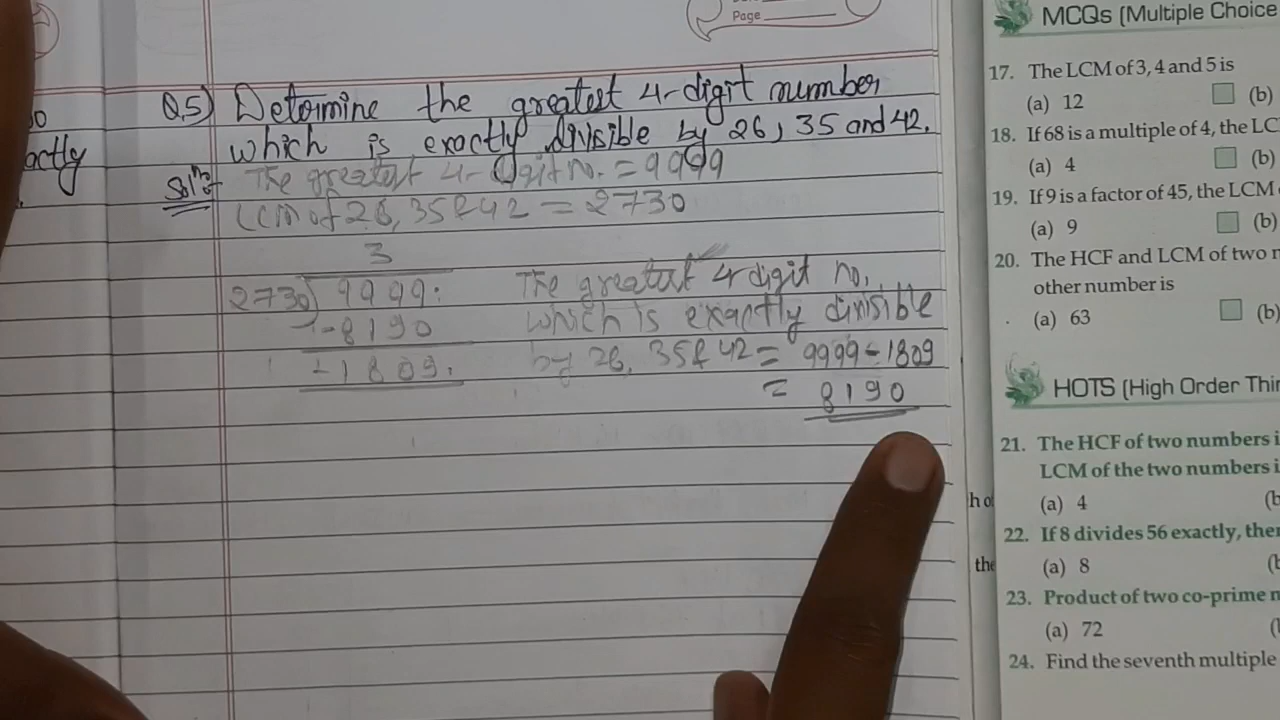 Page
Q.5) Determine the greatest 4-digit number
which is exactly divisible by 26, 35 and 42.
Solnof The greatest 4-digit no. = 9999
LCM of 26, 35 & 42 = 2730
3
2730) 9999
-8190
1809
The greatest 4 digit no.
which is exactly divisible
by 26, 35 & 42 = 9999 - 1809
= 8190
actly
ho
the
MCQs (Multiple Choice
17. The LCM of 3, 4 and 5 is
(a) 12 (b)
18. If 68 is a multiple of 4, the LC
(a) 4 (b)
19. If 9 is a factor of 45, the LCM
(a) 9 (b)
20. The HCF and LCM of two n
other number is
(a) 63 (b)
HOTS (High Order Thin
21. The HCF of two numbers i
LCM of the two numbers i
(a) 4 (b
22. If 8 divides 56 exactly, then
(a) 8 (
23. Product of two co-prime n
(a) 72 (
24. Find the seventh multiple